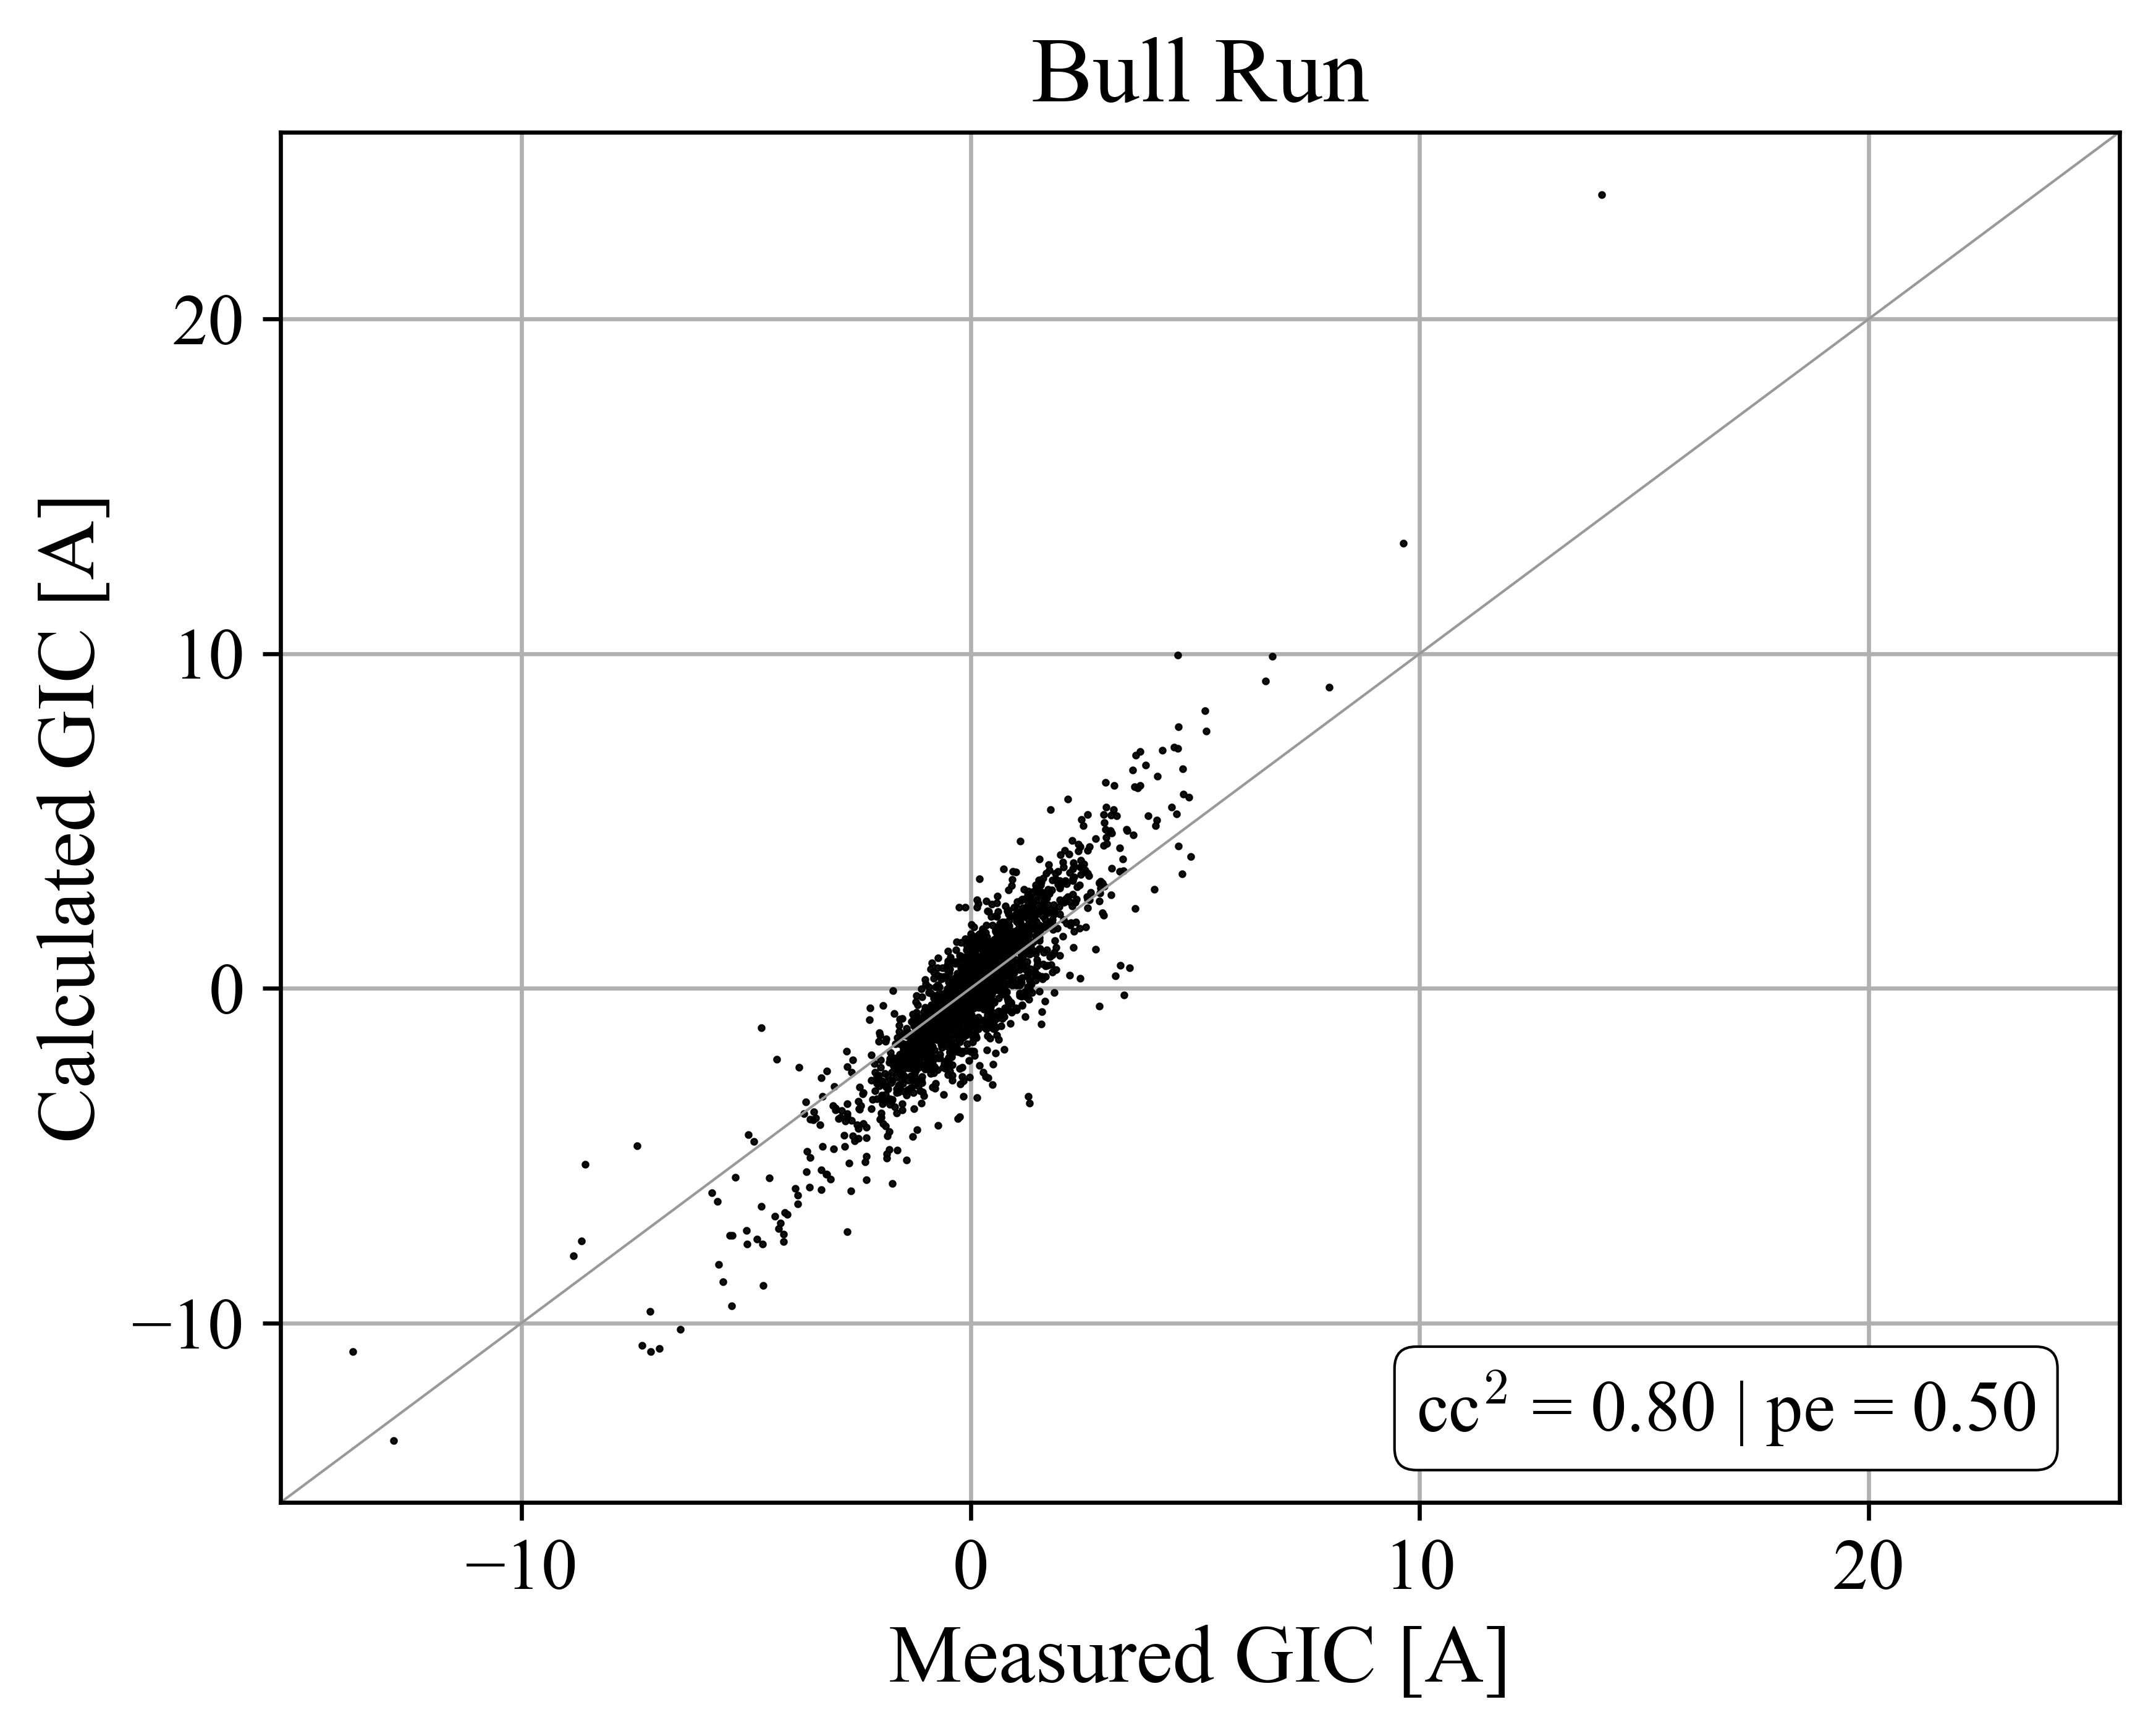 Bull Run
Calculated GIC [A]
20
10
0
−10
cc² = 0.80 | pe = 0.50
−10
0
10
20
Measured GIC [A]